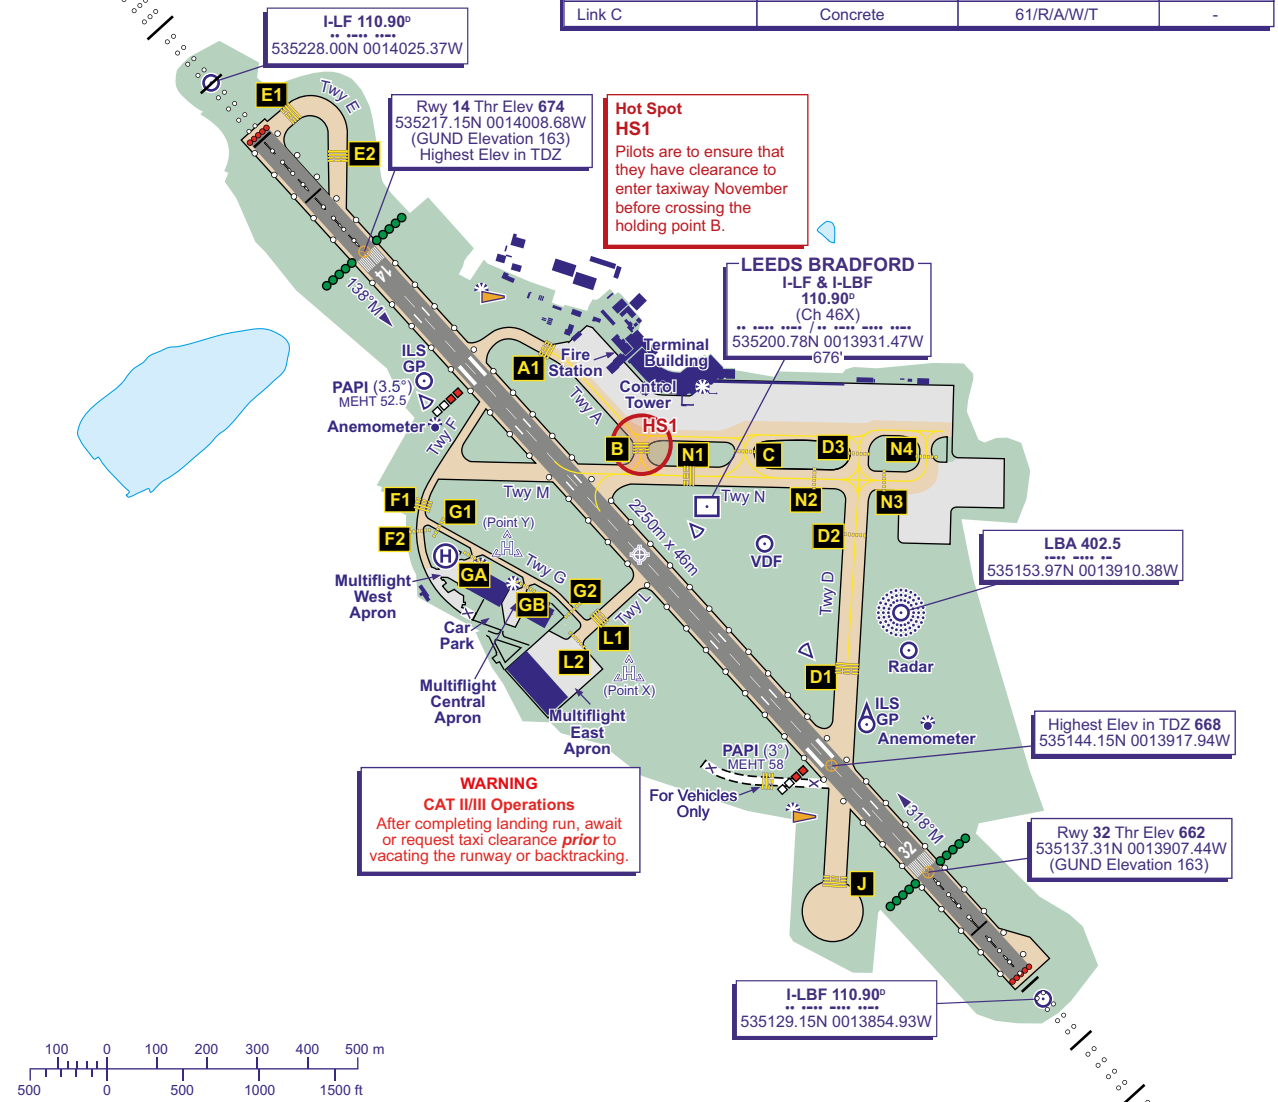 Link C Concrete 61/R/A/W/T -
I-LF 110.90ᴰ
535228.00N 0014025.37W
E1
Twy E
E2
Rwy 14 Thr Elev 674
535217.15N 0014008.68W
(GUND Elevation 163)
Highest Elev in TDZ
Hot Spot
HS1
Pilots are to ensure that
they have clearance to
enter taxiway November
before crossing the
holding point B.
LEEDS BRADFORD
I-LF & I-LBF
110.90ᴰ
(Ch 46X)
535200.78N 0013931.47W
676'
14
138°M
ILS
GP
PAPI (3.5°)
MEHT 52.5
Anemometer
Twy F
A1
Fire
Station
Terminal
Building
Control
Tower
Twy A
HS1
B
N1
C
D3
N4
Twy M
Twy N
N2
N3
2250m x 46m
F1
F2
G1
(Point Y)
H
H
Twy G
GA
GB
G2
Multiflight
West
Apron
Car
Park
Twy L
L1
L2
H
(Point X)
Multiflight
Central
Apron
Multiflight
East
Apron
VDF
D2
Twy D
D1
LBA 402.5
535153.97N 0013910.38W
Radar
ILS
GP
Anemometer
Highest Elev in TDZ 668
535144.15N 0013917.94W
PAPI (3°)
MEHT 58
X
X
X
For Vehicles
Only
WARNING
CAT II/III Operations
After completing landing run, await
or request taxi clearance prior to
vacating the runway or backtracking.
318°M
32
Rwy 32 Thr Elev 662
535137.31N 0013907.44W
(GUND Elevation 163)
J
I-LBF 110.90ᴰ
535129.15N 0013854.93W
100 0 100 200 300 400 500 m
500 0 500 1000 1500 ft